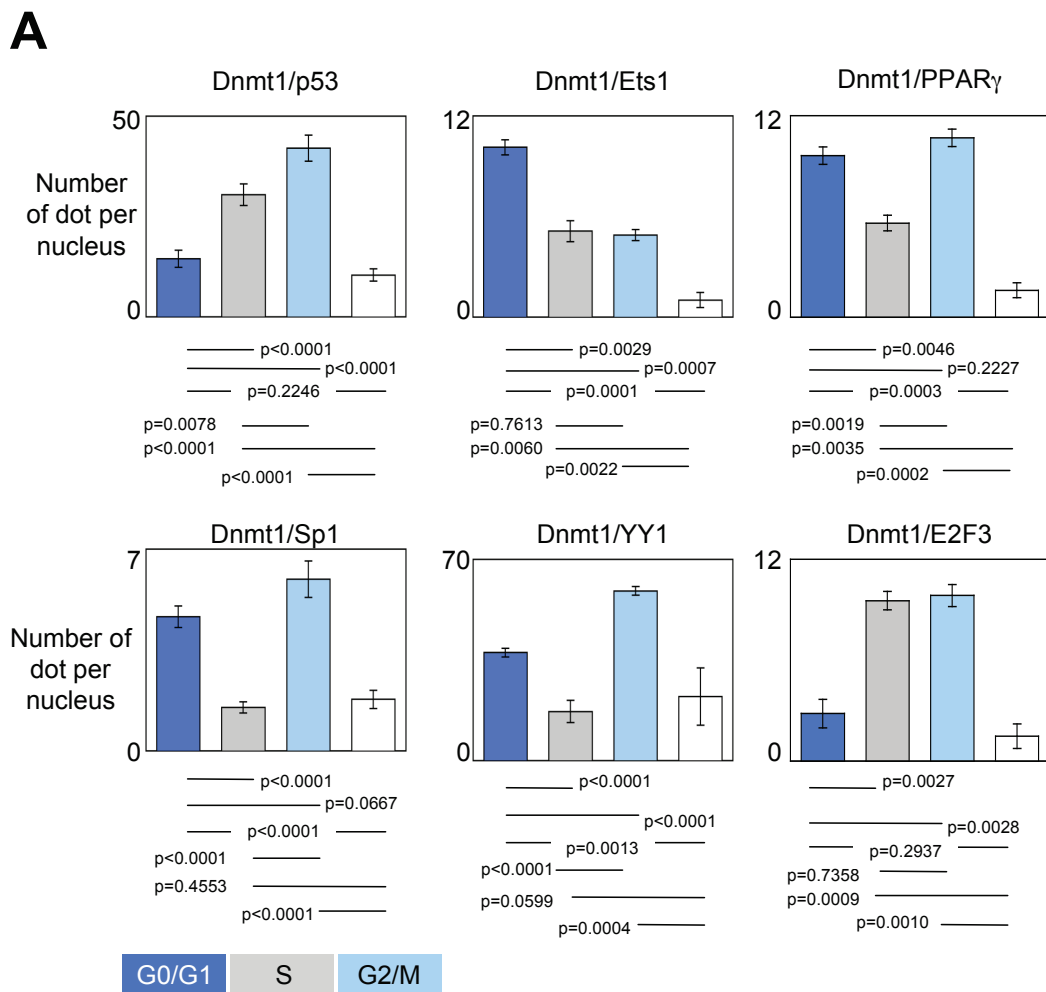 A
Dnmt1/p53
Dnmt1/Ets1
Dnmt1/PPARγ
50
12
12
Number
of dot per
nucleus
0
0
0
p<0.0001
p<0.0001
p=0.2246
p=0.0078
p<0.0001
p<0.0001
p=0.0029
p=0.0007
p=0.0001
p=0.7613
p=0.0060
p=0.0022
p=0.0046
p=0.2227
p=0.0003
p=0.0019
p=0.0035
p=0.0002
Dnmt1/Sp1
Dnmt1/YY1
Dnmt1/E2F3
7
70
12
Number of
dot per
nucleus
0
0
0
p<0.0001
p=0.0667
p<0.0001
p<0.0001
p=0.4553
p<0.0001
p<0.0001
p<0.0001
p=0.0013
p<0.0001
p=0.0599
p=0.0004
p=0.0027
p=0.0028
p=0.2937
p=0.7358
p=0.0009
p=0.0010
G0/G1 S G2/M